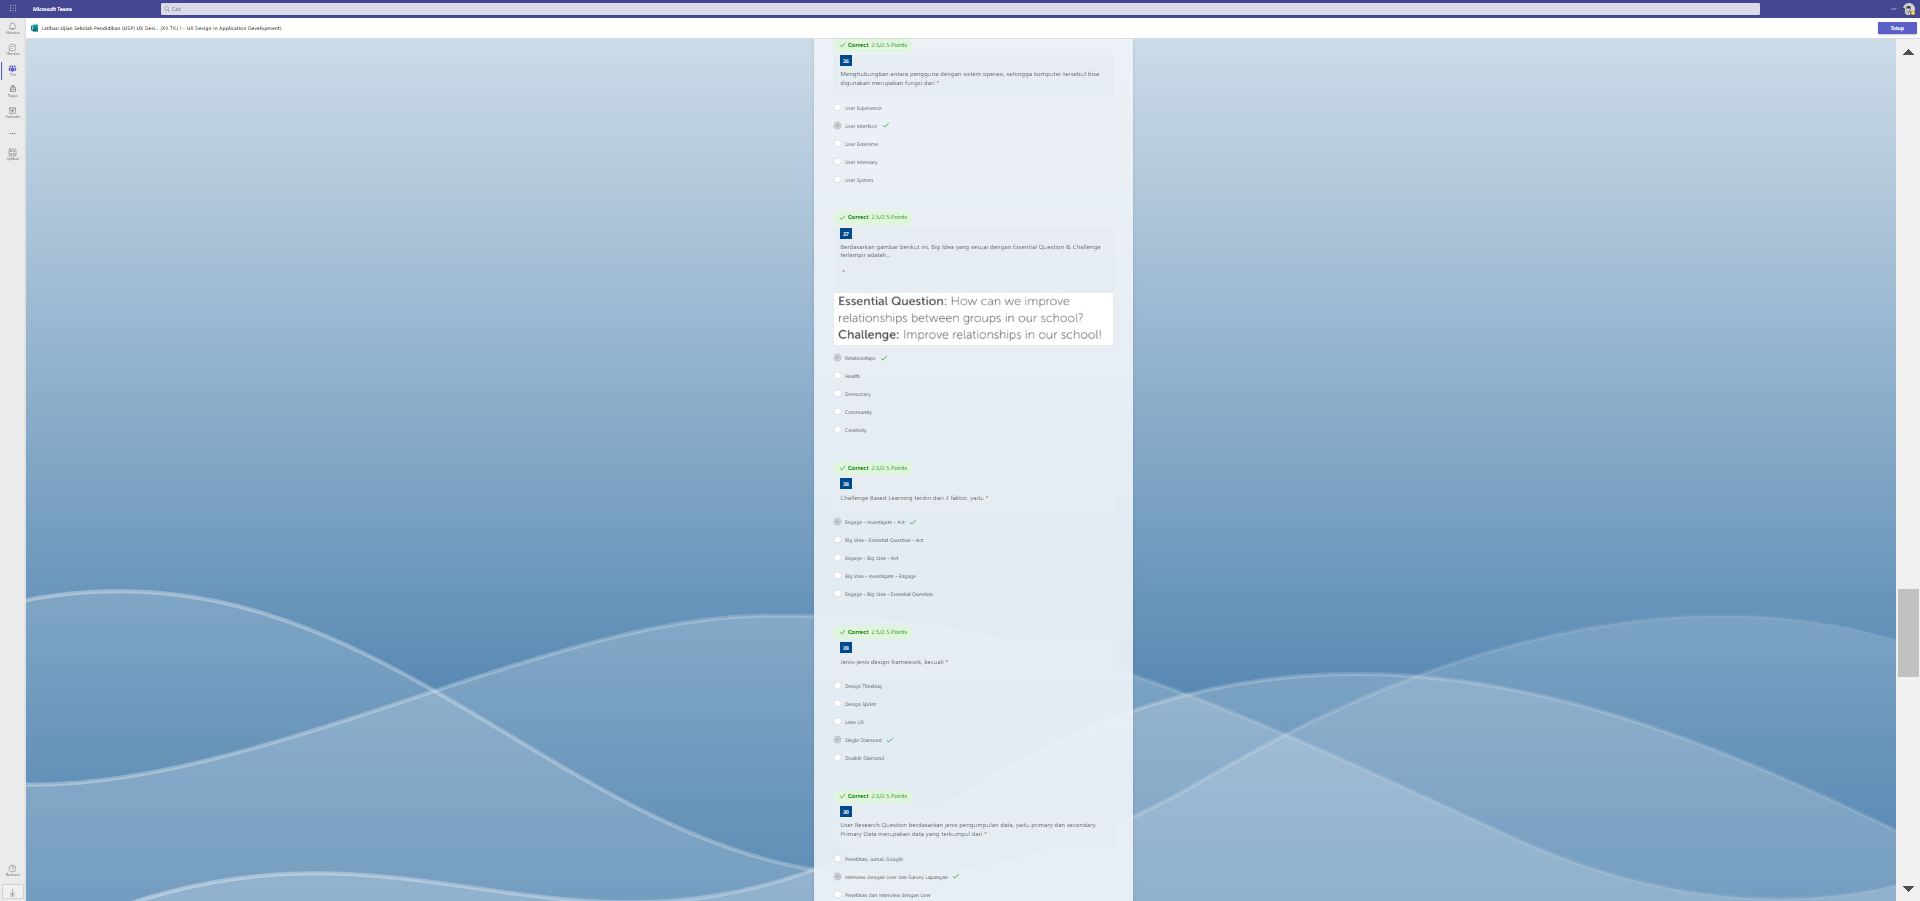 Microsoft Teams
Cari
Latihan Ujian Sekolah Pendidikan (USP) UX Desi... (XII TKJ 1 - UX Design in Application Development)
Tutup
Correct 2.5/2.5 Points
26
Menghubungkan antara pengguna dengan sistem operasi, sehingga komputer tersebut bisa
digunakan merupakan fungsi dari *
User Experience
User Interface
User Extereme
User Interniary
User System
Correct 2.5/2.5 Points
27
Berdasarkan gambar berikut ini, Big Idea yang sesuai dengan Essential Question & Challenge
terlampir adalah...
*
Essential Question: How can we improve
relationships between groups in our school?
Challenge: Improve relationships in our school!
Relationships
Health
Democracy
Community
Creativity
Correct 2.5/2.5 Points
28
Challenge Based Learning terdiri dari 3 faktor, yaitu *
Engage - Investigate - Act
Big Idea - Essential Question - Act
Engage - Big Idea - Act
Big Idea - Investigate - Engage
Engage - Big Idea - Essential Question
Correct 2.5/2.5 Points
29
Jenis-jenis design framework, kecuali *
Design Thinking
Design Sprint
Lean UX
Single Diamond
Double Diamond
Correct 2.5/2.5 Points
30
User Research Question berdasarkan jenis pengumpulan data, yaitu primary dan secondary.
Primary Data merupakan data yang terkumpul dari *
Penelitian, Jurnal, Google
Interview dengan User dan Survey Lapangan
Penelitian dan Interview dengan User